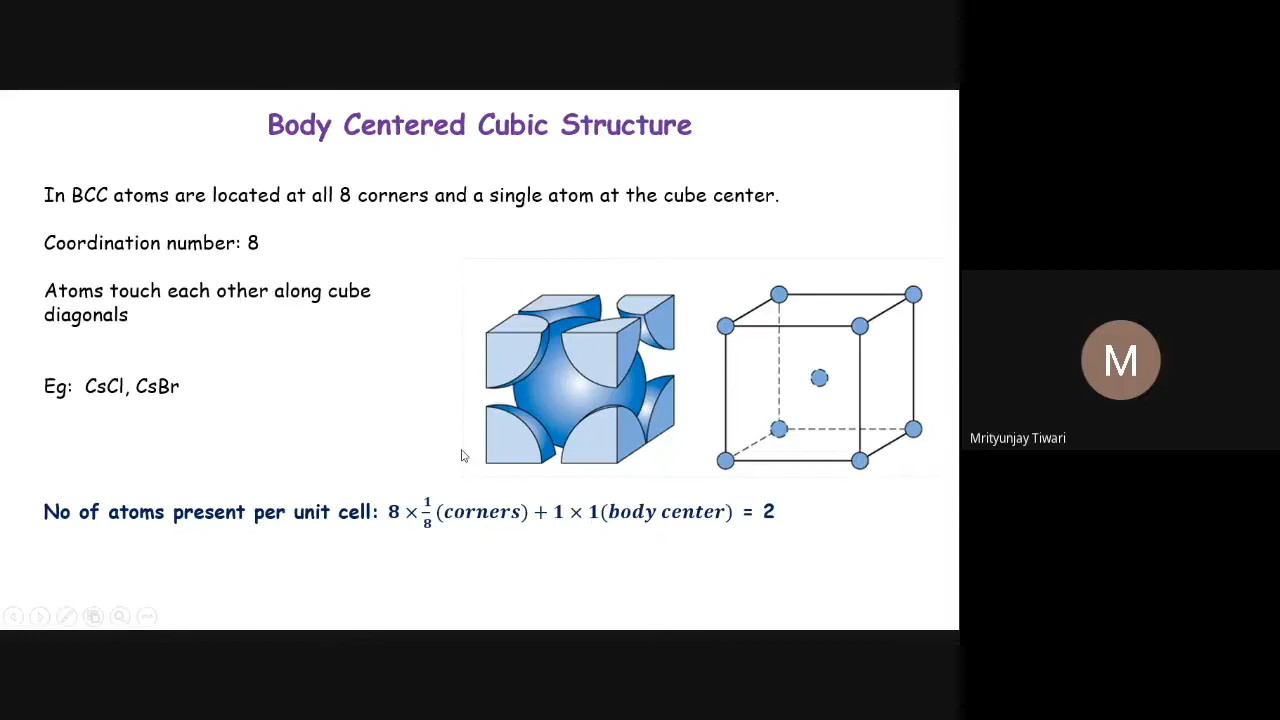 Body Centered Cubic Structure
In BCC atoms are located at all 8 corners and a single atom at the cube center.
Coordination number: 8
Atoms touch each other along cube
diagonals
Eg: CsCl, CsBr
No of atoms present per unit cell: 8 × 1/8 (corners) + 1 × 1(body center) = 2
M
Mrityunjay Tiwari